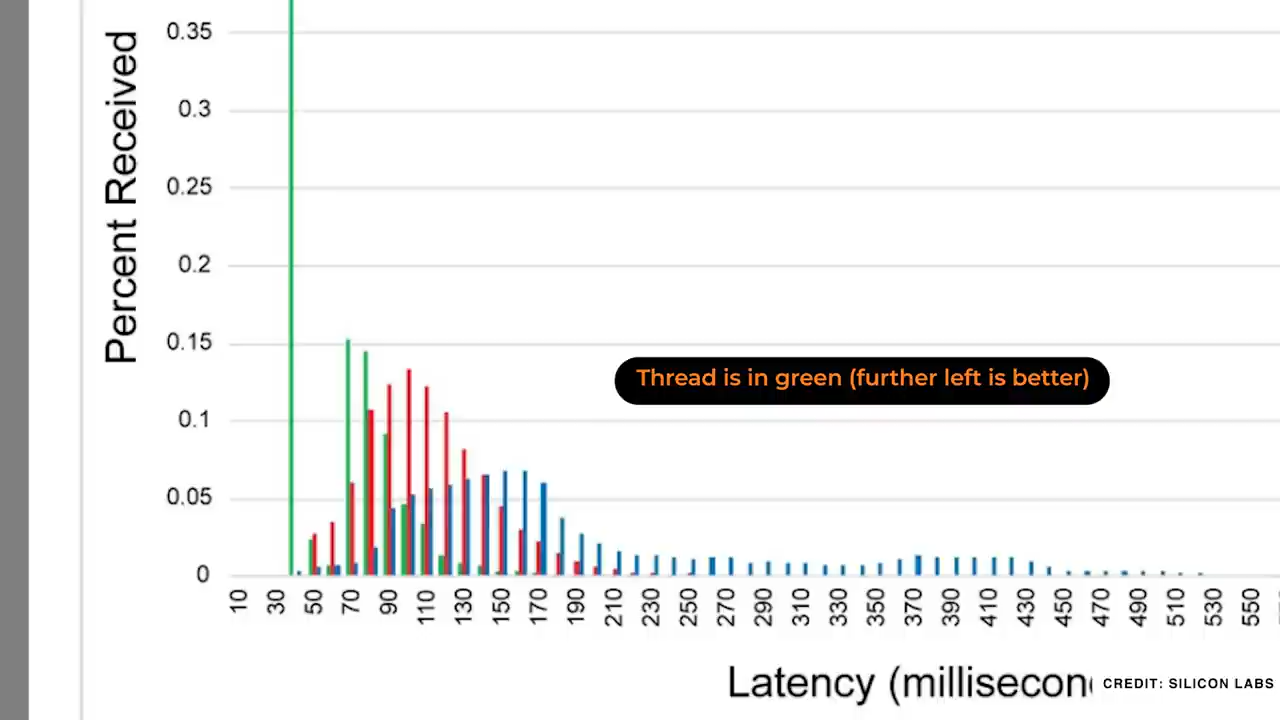 Percent Received
0.35
0.3
0.25
0.2
0.15
0.1
0.05
0
Thread is in green (further left is better)
10 30 50 70 90 110 130 150 170 190 210 230 250 270 290 310 330 350 370 390 410 430 450 470 490 510 530 550
Latency (millisecon
CREDIT: SILICON LABS